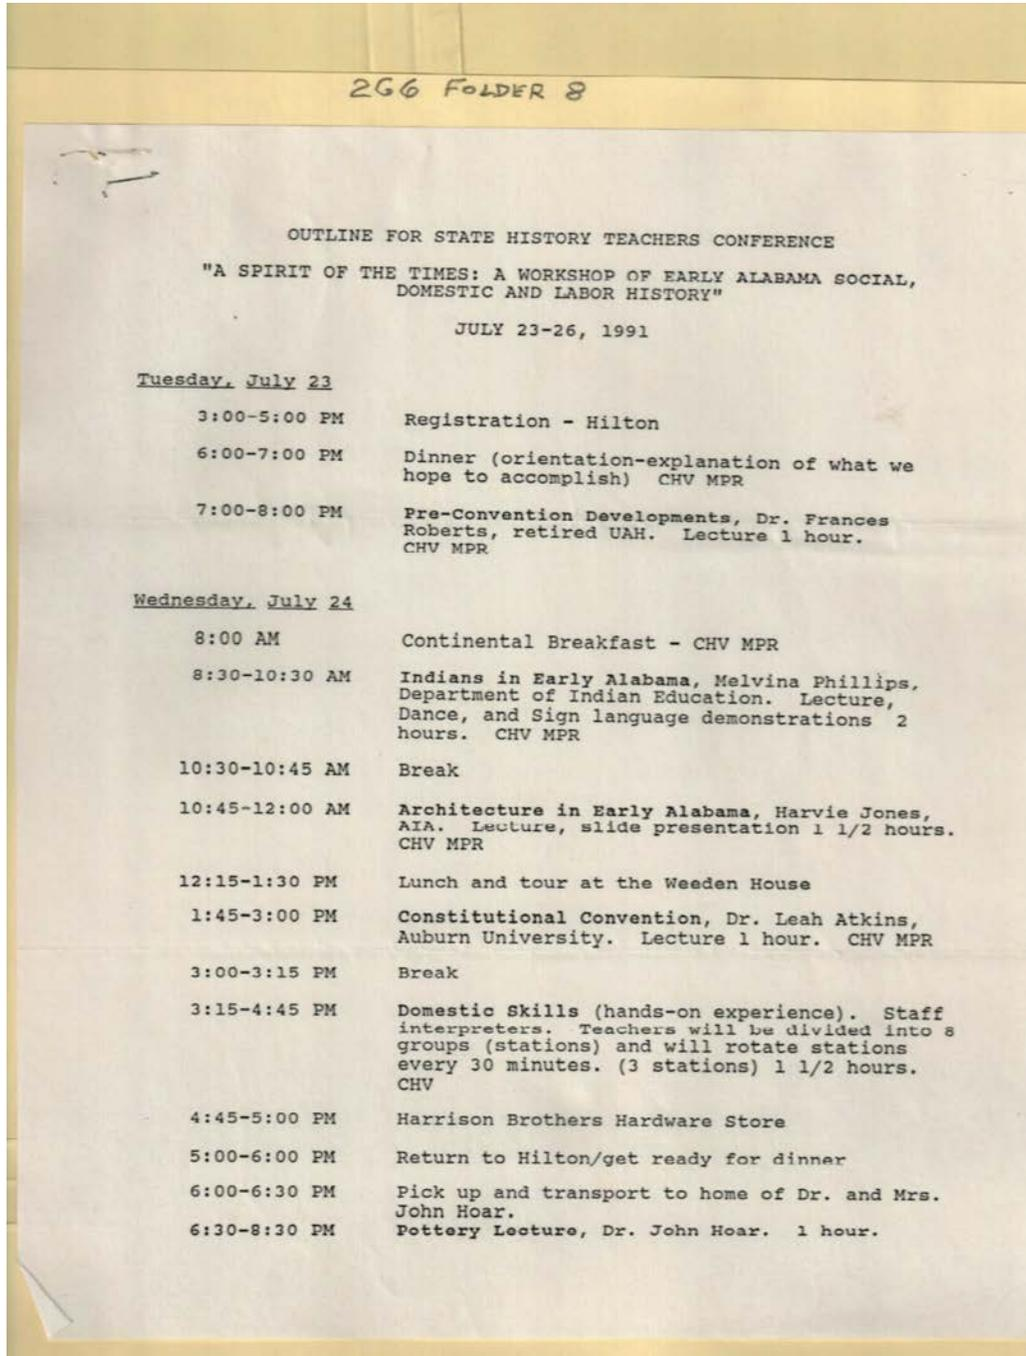 2G6 FOLDER 8
OUTLINE FOR STATE HISTORY TEACHERS CONFERENCE
"A SPIRIT OF THE TIMES: A WORKSHOP OF EARLY ALABAMA SOCIAL,
DOMESTIC AND LABOR HISTORY"
JULY 23-26, 1991
Tuesday, July 23
3:00-5:00 PM Registration - Hilton
6:00-7:00 PM Dinner (orientation-explanation of what we
hope to accomplish) CHV MPR
7:00-8:00 PM Pre-Convention Developments, Dr. Frances
Roberts, retired UAH. Lecture 1 hour.
CHV MPR
Wednesday, July 24
8:00 AM Continental Breakfast - CHV MPR
8:30-10:30 AM Indians in Early Alabama, Melvina Phillips,
Department of Indian Education. Lecture,
Dance, and Sign language demonstrations 2
hours. CHV MPR
10:30-10:45 AM Break
10:45-12:00 AM Architecture in Early Alabama, Harvie Jones,
AIA. Lecture, slide presentation 1 1/2 hours.
CHV MPR
12:15-1:30 PM Lunch and tour at the Weeden House
1:45-3:00 PM Constitutional Convention, Dr. Leah Atkins,
Auburn University. Lecture 1 hour. CHV MPR
3:00-3:15 PM Break
3:15-4:45 PM Domestic Skills (hands-on experience). Staff
interpreters. Teachers will be divided into 8
groups (stations) and will rotate stations
every 30 minutes. (3 stations) 1 1/2 hours.
CHV
4:45-5:00 PM Harrison Brothers Hardware Store
5:00-6:00 PM Return to Hilton/get ready for dinner
6:00-6:30 PM Pick up and transport to home of Dr. and Mrs.
John Hoar.
6:30-8:30 PM Pottery Lecture, Dr. John Hoar. 1 hour.